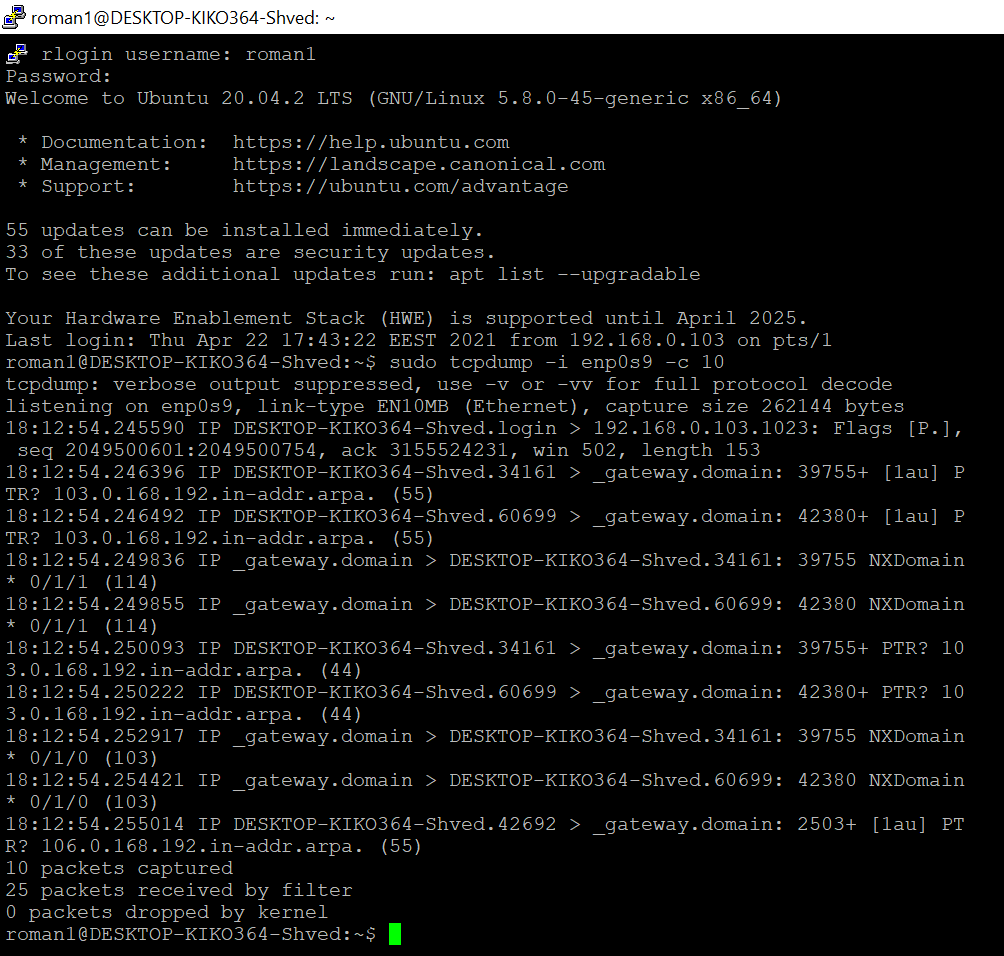 roman1@DESKTOP-KIKO364-Shved: ~
rlogin username: roman1
Password:
Welcome to Ubuntu 20.04.2 LTS (GNU/Linux 5.8.0-45-generic x86_64)
* Documentation:  https://help.ubuntu.com
* Management:     https://landscape.canonical.com
* Support:        https://ubuntu.com/advantage
55 updates can be installed immediately.
33 of these updates are security updates.
To see these additional updates run: apt list --upgradable
Your Hardware Enablement Stack (HWE) is supported until April 2025.
Last login: Thu Apr 22 17:43:22 EEST 2021 from 192.168.0.103 on pts/1
roman1@DESKTOP-KIKO364-Shved:~$ sudo tcpdump -i enp0s9 -c 10
tcpdump: verbose output suppressed, use -v or -vv for full protocol decode
listening on enp0s9, link-type EN10MB (Ethernet), capture size 262144 bytes
18:12:54.245590 IP DESKTOP-KIKO364-Shved.login > 192.168.0.103.1023: Flags [P.],
seq 2049500601:2049500754, ack 3155524231, win 502, length 153
18:12:54.246396 IP DESKTOP-KIKO364-Shved.34161 > _gateway.domain: 39755+ [1au] P
TR? 103.0.168.192.in-addr.arpa. (55)
18:12:54.246492 IP DESKTOP-KIKO364-Shved.60699 > _gateway.domain: 42380+ [1au] P
TR? 103.0.168.192.in-addr.arpa. (55)
18:12:54.249836 IP _gateway.domain > DESKTOP-KIKO364-Shved.34161: 39755 NXDomain
* 0/1/1 (114)
18:12:54.249855 IP _gateway.domain > DESKTOP-KIKO364-Shved.60699: 42380 NXDomain
* 0/1/1 (114)
18:12:54.250093 IP DESKTOP-KIKO364-Shved.34161 > _gateway.domain: 39755+ PTR? 10
3.0.168.192.in-addr.arpa. (44)
18:12:54.250222 IP DESKTOP-KIKO364-Shved.60699 > _gateway.domain: 42380+ PTR? 10
3.0.168.192.in-addr.arpa. (44)
18:12:54.252917 IP _gateway.domain > DESKTOP-KIKO364-Shved.34161: 39755 NXDomain
* 0/1/0 (103)
18:12:54.254421 IP _gateway.domain > DESKTOP-KIKO364-Shved.60699: 42380 NXDomain
* 0/1/0 (103)
18:12:54.255014 IP DESKTOP-KIKO364-Shved.42692 > _gateway.domain: 2503+ [1au] PT
R? 106.0.168.192.in-addr.arpa. (55)
10 packets captured
25 packets received by filter
0 packets dropped by kernel
roman1@DESKTOP-KIKO364-Shved:~$